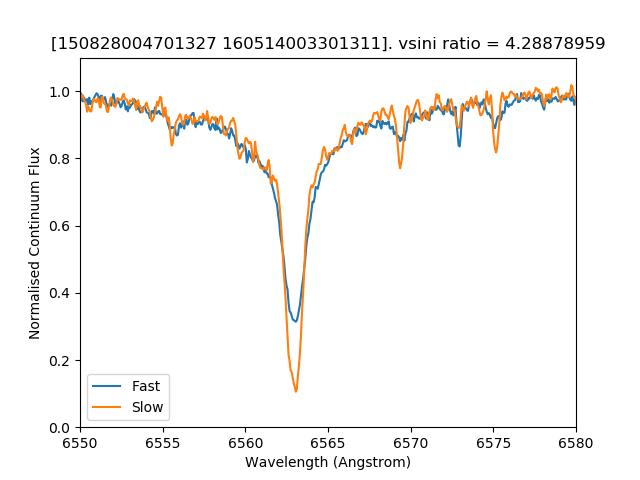 [150828004701327 160514003301311]. vsini ratio = 4.28878959
Normalised Continuum Flux
1.0
0.8
0.6
0.4
0.2
0.0
Fast
Slow
6550 6555 6560 6565 6570 6575 6580
Wavelength (Angstrom)